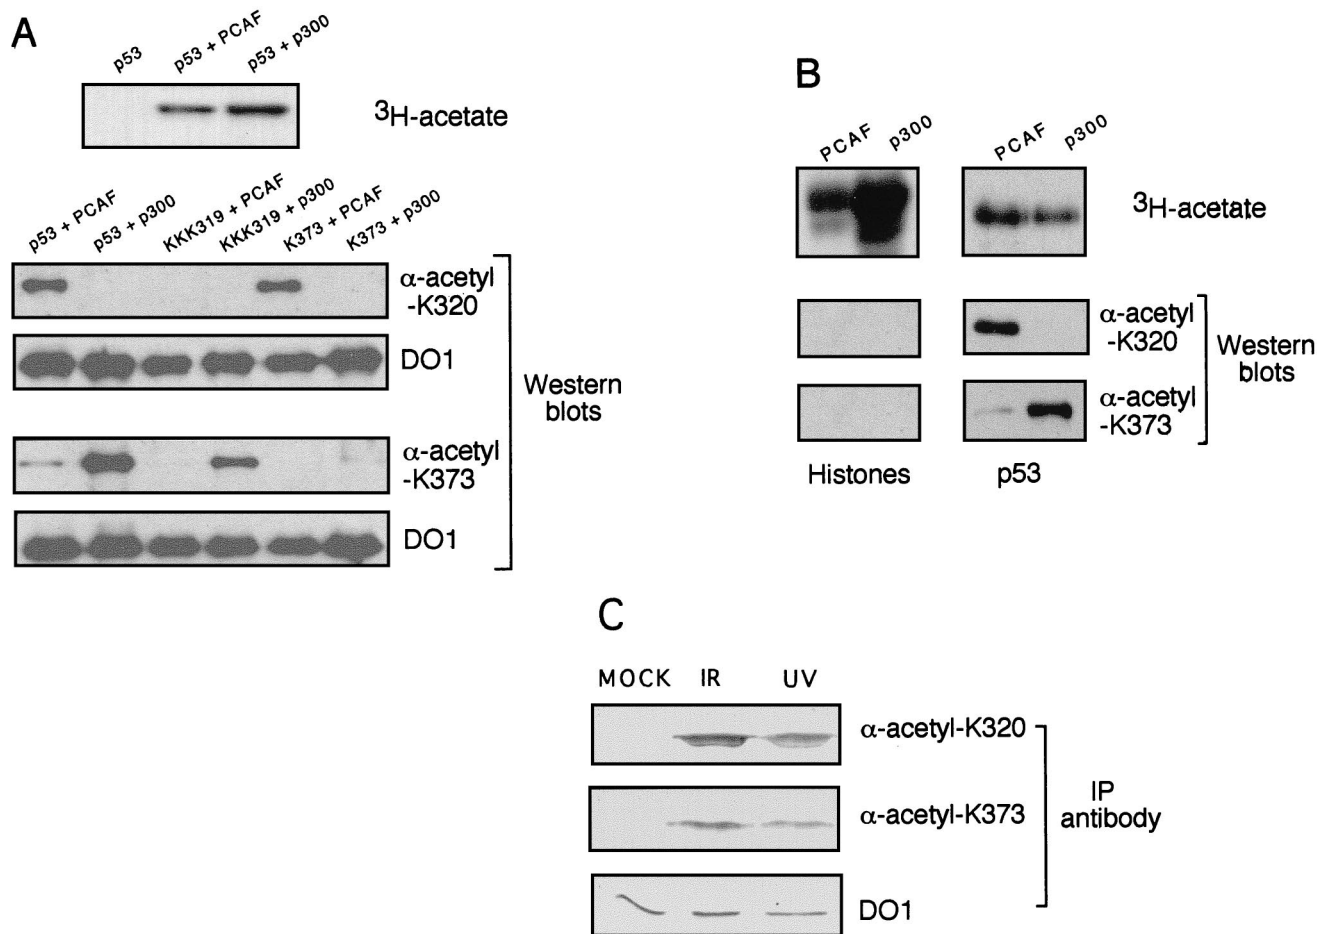 A
p53
p53 + PCAF
p53 + p300
³H-acetate
p53 + PCAF
p53 + p300
KKK319 + PCAF
KKK319 + p300
K373 + PCAF
K373 + p300
α-acetyl
-K320
DO1
α-acetyl
-K373
DO1
Western
blots
B
PCAF
p300
PCAF
p300
³H-acetate
α-acetyl
-K320
α-acetyl
-K373
Western
blots
Histones
p53
C
MOCK
IR
UV
α-acetyl-K320
α-acetyl-K373
DO1
IP
antibody